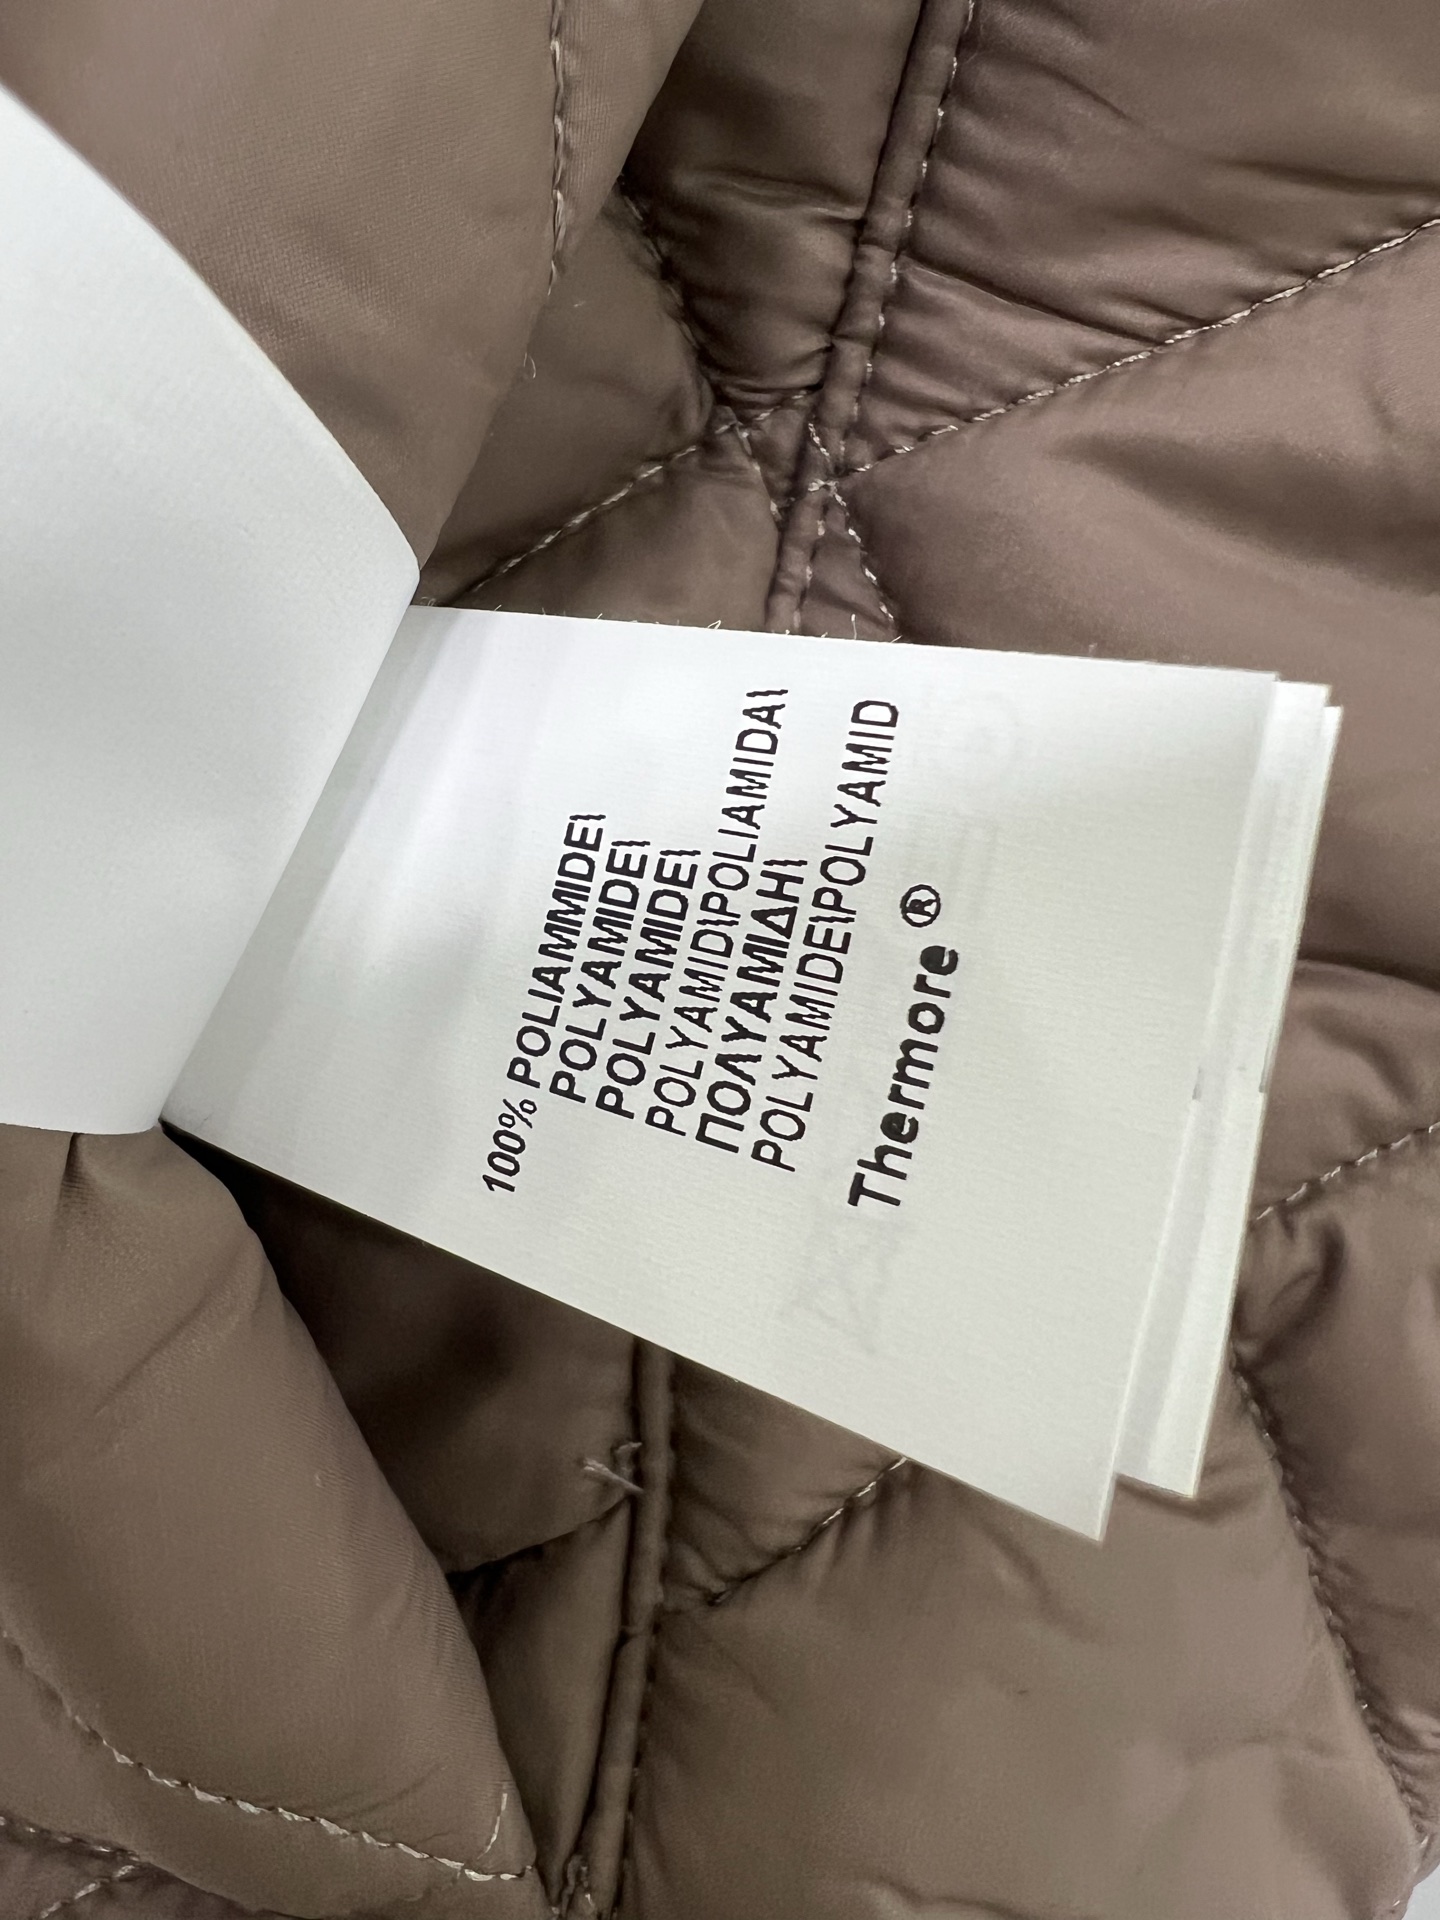 100% POLIAMMIDE\
POLYAMIDE\
POLYAMIDE\
POLYAMID\POLIAMIDA\
ΠΟΛΥΑΜΙΔΗ\
POLYAMIDE\POLYAMID
Thermore ®